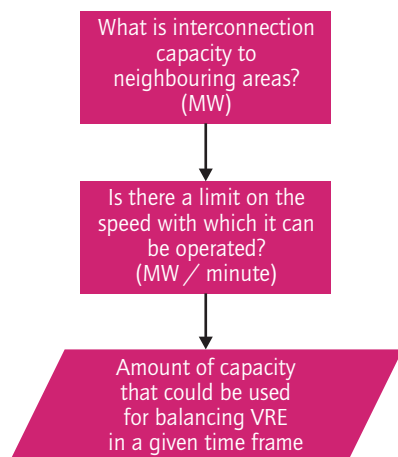 What is interconnection
capacity to
neighbouring areas?
(MW)
Is there a limit on the
speed with which it can
be operated?
(MW / minute)
Amount of capacity
that could be used
for balancing VRE
in a given time frame